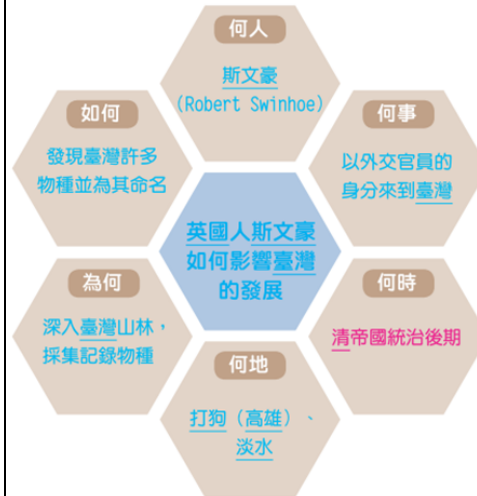 何人
斯文豪
(Robert Swinhoe)
何事
以外交官員的
身分來到臺灣
何時
清帝國統治後期
何地
打狗（高雄）、
淡水
為何
深入臺灣山林，
採集記錄物種
如何
發現臺灣許多
物種並為其命名
英國人斯文豪
如何影響臺灣
的發展